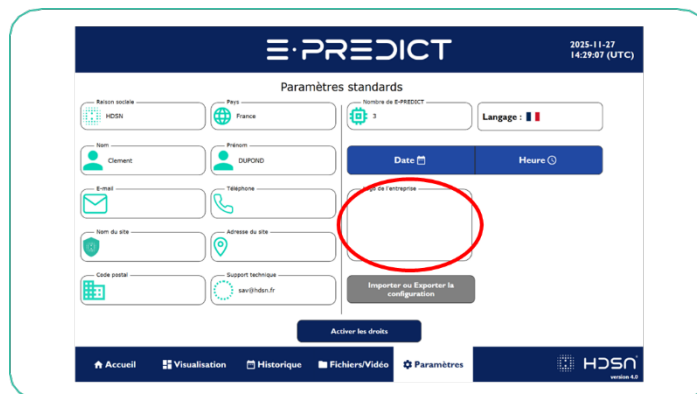 E·PREDICT
2025-11-27
14:29:07 (UTC)
Paramètres standards
Raison sociale
HDSN
Pays
France
Nombre de E-PREDICT
3
Langage :
Nom
Clement
Prénom
DUPOND
Date
Heure
E-mail
Téléphone
Logo de l'entreprise
Nom du site
Adresse du site
Code postal
Support technique
sav@hdsn.fr
Importer ou Exporter la
configuration
Activer les droits
Accueil
Visualisation
Historique
Fichiers/Vidéo
Paramètres
HDSN
version 4.0